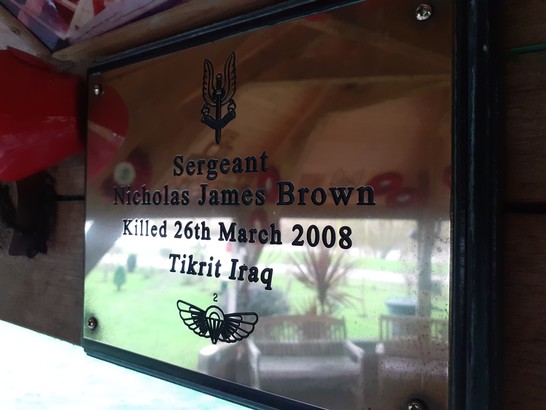 Sergeant
Nicholas James Brown
Killed 26th March 2008
Tikrit Iraq
2